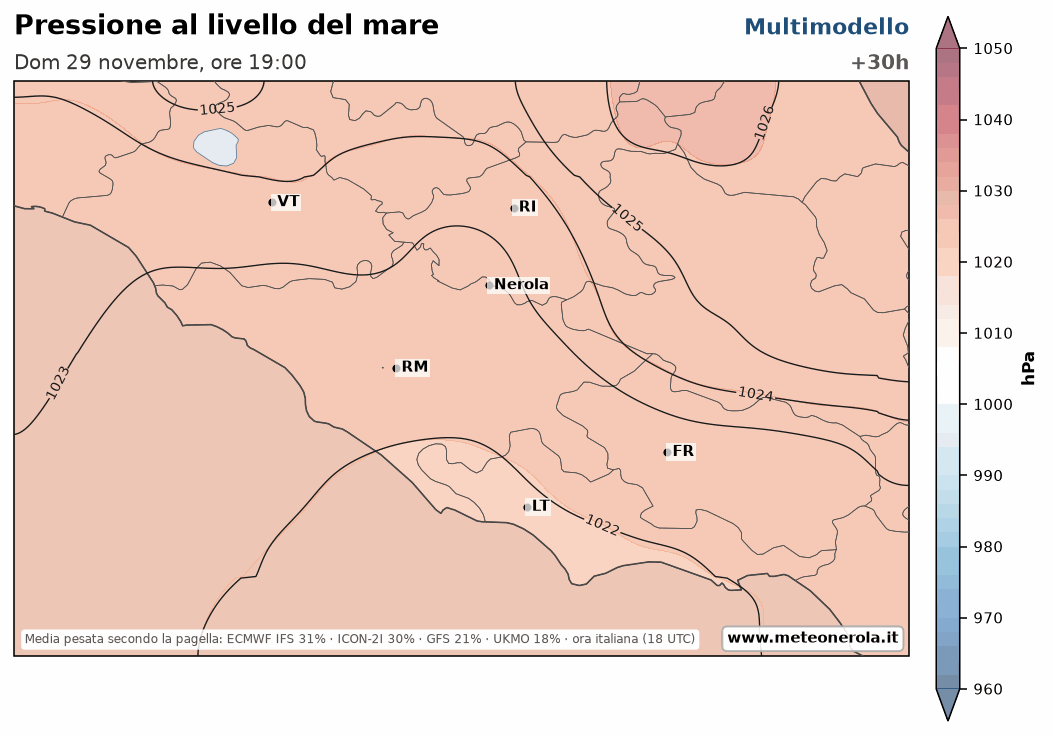 Pressione al livello del mare
Multimodello
Dom 29 novembre, ore 19:00
+30h
1025
1026
VT
RI
1025
Nerola
RM
1023
1024
FR
LT
1022
Media pesata secondo la pagella: ECMWF IFS 31% · ICON-2I 30% · GFS 21% · UKMO 18% · ora italiana (18 UTC)
www.meteonerola.it
1050
1040
1030
1020
1010
1000
990
980
970
960
hPa